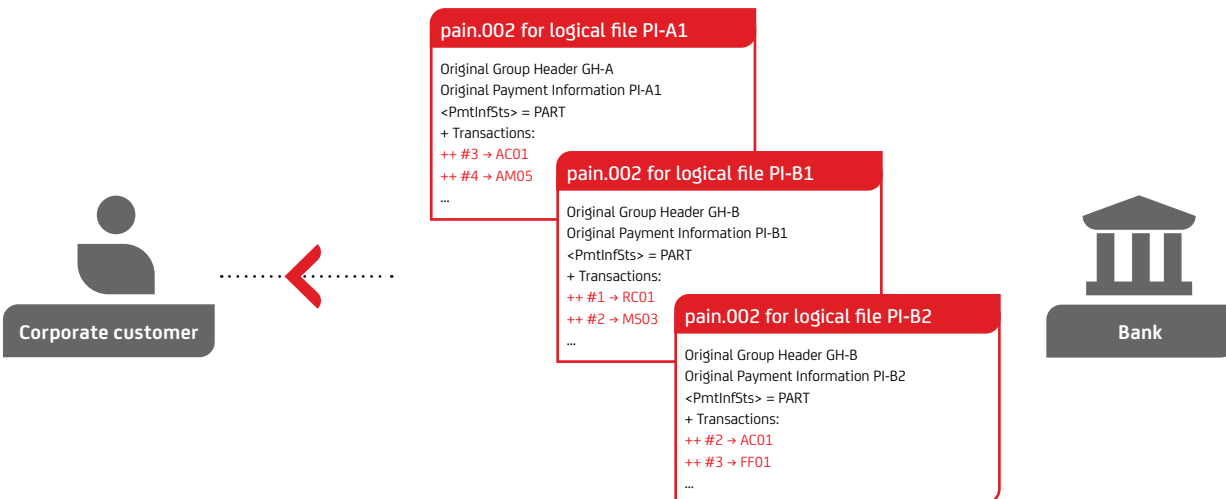 pain.002 for logical file PI-A1
Original Group Header GH-A
Original Payment Information PI-A1
<PmtInfSts> = PART
+ Transactions:
++ #3 → AC01
++ #4 → AM05
...
pain.002 for logical file PI-B1
Original Group Header GH-B
Original Payment Information PI-B1
<PmtInfSts> = PART
+ Transactions:
++ #1 → RC01
++ #2 → MS03
...
pain.002 for logical file PI-B2
Original Group Header GH-B
Original Payment Information PI-B2
<PmtInfSts> = PART
+ Transactions:
++ #2 → AC01
++ #3 → FF01
...
Corporate customer
Bank